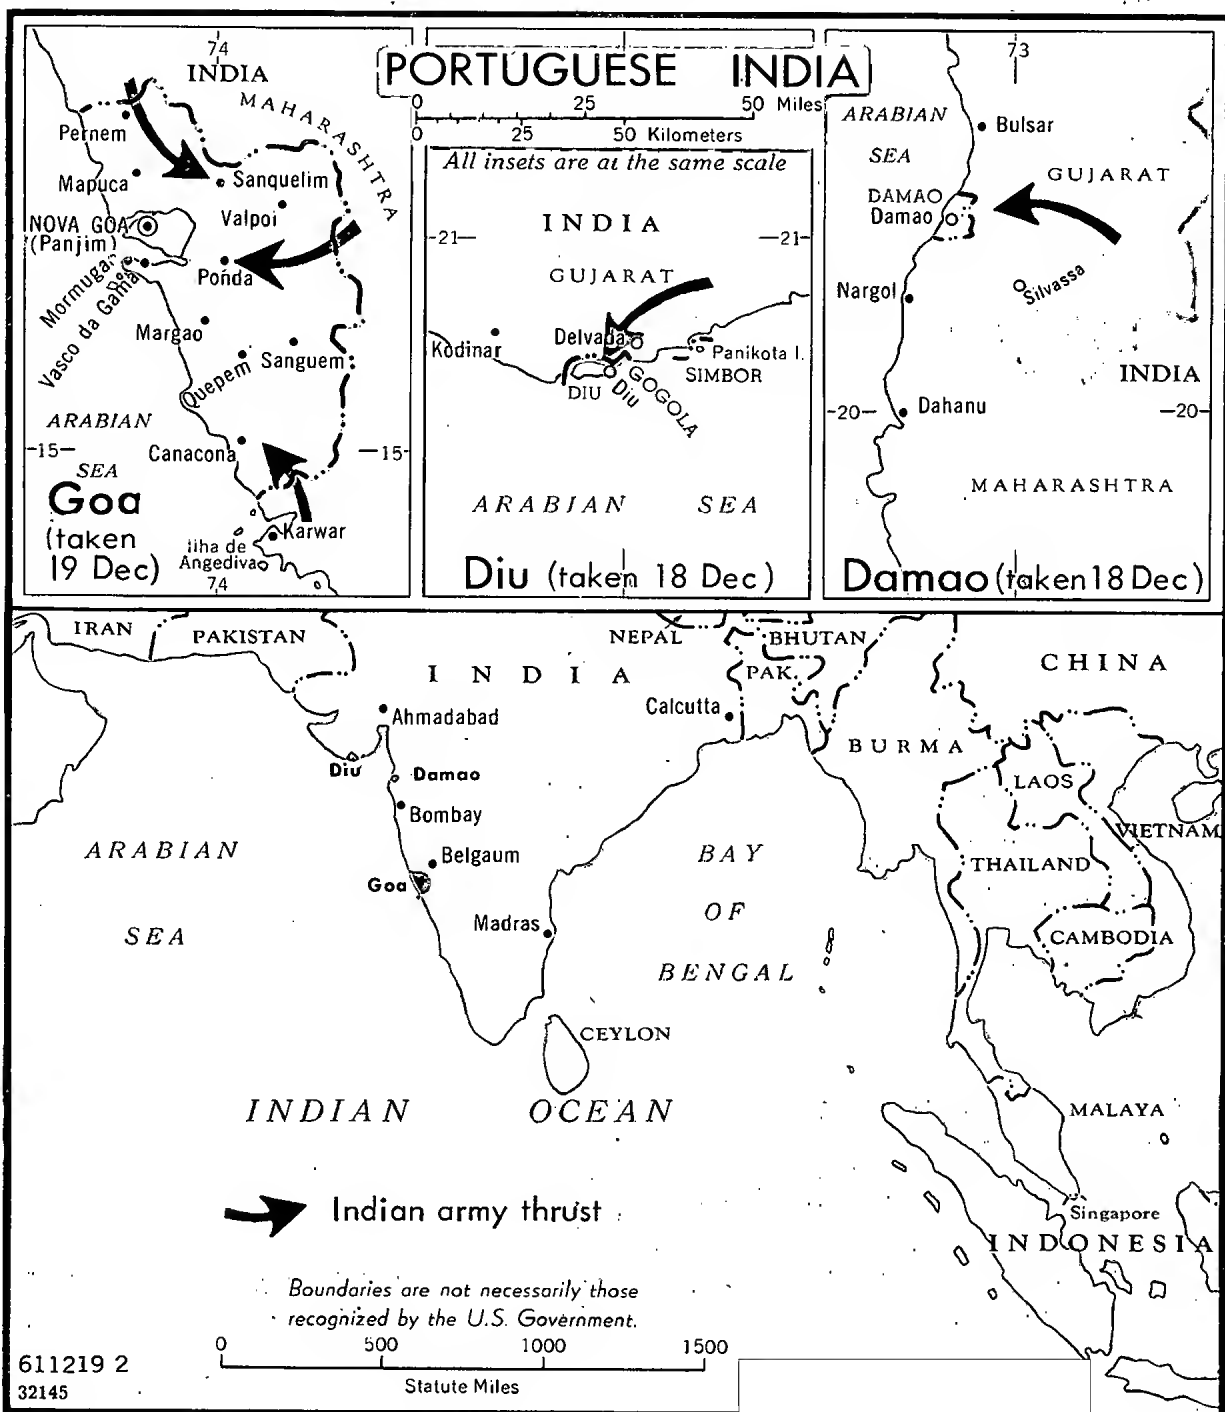 PORTUGUESE INDIA
0 25 50 Miles
0 25 50 Kilometers
All insets are at the same scale
74
INDIA
MAHARASHTRA
Pernem
Mapuca
Sanquelim
Valpoi
NOVA GOA
(Panjim)
Ponda
Mormugao
Vasco da Gama
Margao
Quepem
Sanguem
ARABIAN
SEA
15
15
Canacona
Goa
(taken
19 Dec)
Karwar
Ilha de
Angediva
74
INDIA
21
21
GUJARAT
Delvada
Kodinar
Panikota I.
SIMBOR
DIU
Diu
GOGOLA
ARABIAN SEA
Diu (taken 18 Dec)
73
ARABIAN
SEA
Bulsar
GUJARAT
DAMAO
Damao
Silvassa
Nargol
INDIA
20
20
Dahanu
MAHARASHTRA
Damao (taken 18 Dec)
IRAN
PAKISTAN
NEPAL
BHUTAN
INDIA
PAK.
CHINA
Ahmadabad
Calcutta
BURMA
Diu
Damao
LAOS
Bombay
VIETNAM
ARABIAN
SEA
Belgaum
BAY
OF
BENGAL
THAILAND
Goa
Madras
CAMBODIA
CEYLON
INDIAN OCEAN
MALAYA
Indian army thrust
Singapore
INDONESIA
Boundaries are not necessarily those
recognized by the U.S. Government.
0 500 1000 1500
Statute Miles
611219 2
32145